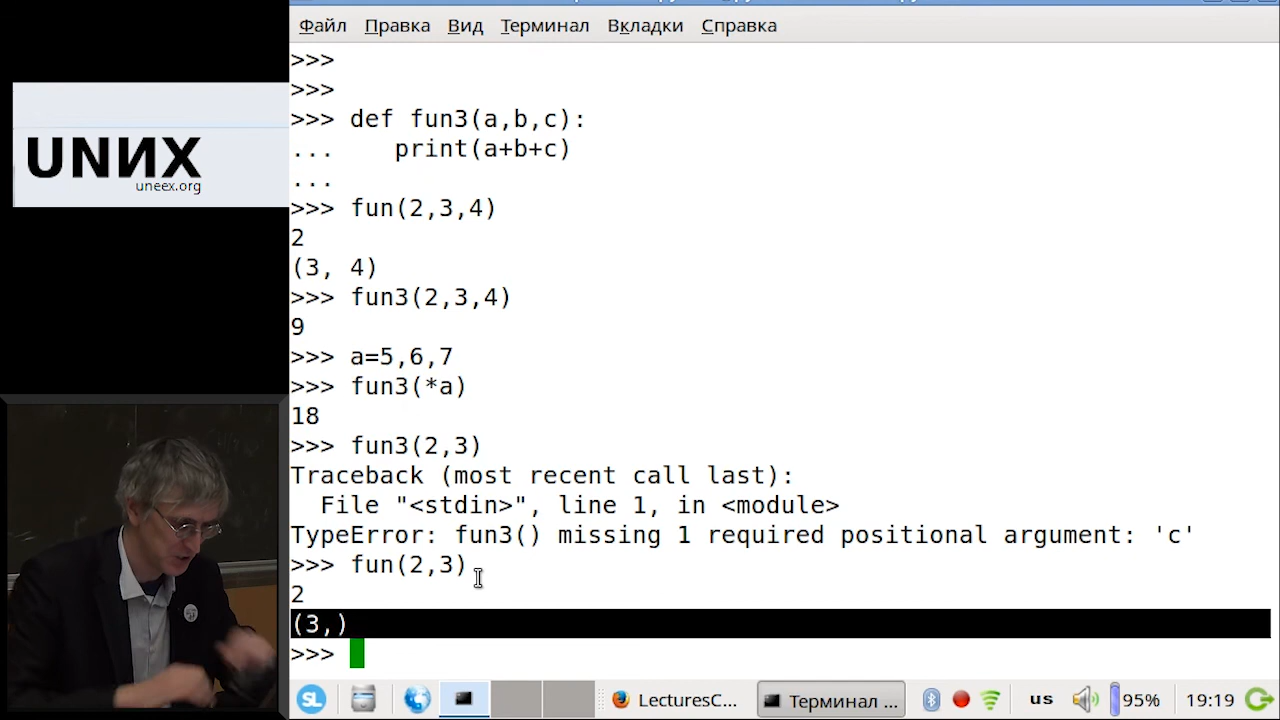 Файл Правка Вид Терминал Вкладки Справка
UNИX
uneex.org
>>>
>>>
>>> def fun3(a,b,c):
...    print(a+b+c)
...
>>> fun(2,3,4)
2
(3, 4)
>>> fun3(2,3,4)
9
>>> a=5,6,7
>>> fun3(*a)
18
>>> fun3(2,3)
Traceback (most recent call last):
  File "<stdin>", line 1, in <module>
TypeError: fun3() missing 1 required positional argument: 'c'
>>> fun(2,3)
2
(3,)
>>>
SL LecturesC... Терминал ... us 95% 19:19